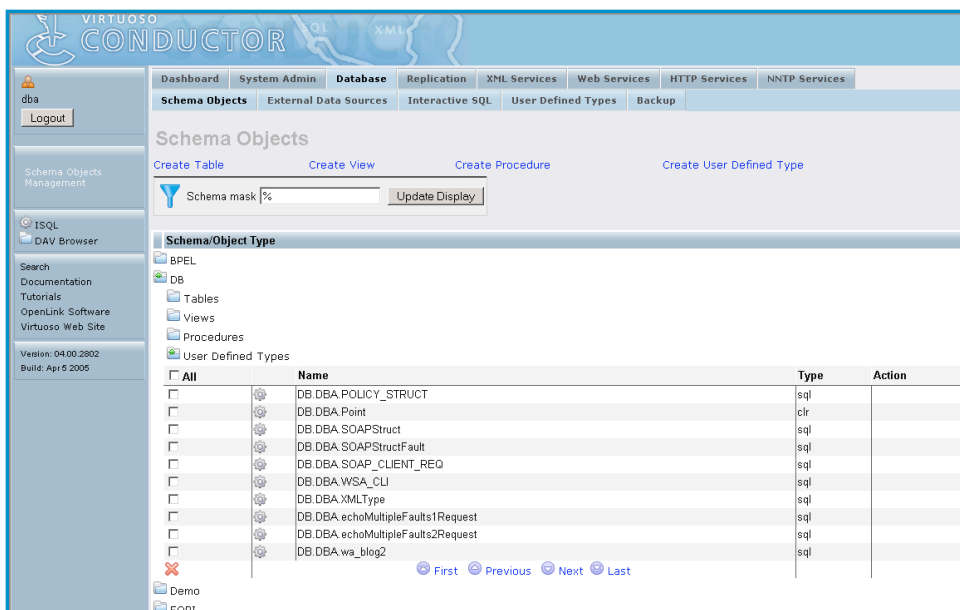 VIRTUOSO
CONDUCTOR
SQL XML
dba
Logout
Schema Objects
Management
ISQL
DAV Browser
Search
Documentation
Tutorials
OpenLink Software
Virtuoso Web Site
Version: 04.00.2802
Build: Apr 5 2005
Dashboard System Admin Database Replication XML Services Web Services HTTP Services NNTP Services
Schema Objects External Data Sources Interactive SQL User Defined Types Backup
Schema Objects
Create Table Create View Create Procedure Create User Defined Type
Schema mask % Update Display
Schema/Object Type
BPEL
DB
Tables
Views
Procedures
User Defined Types
All Name Type Action
DB.DBA.POLICY_STRUCT sql
DB.DBA.Point clr
DB.DBA.SOAPStruct sql
DB.DBA.SOAPStructFault sql
DB.DBA.SOAP_CLIENT_REQ sql
DB.DBA.WSA_CLI sql
DB.DBA.XMLType sql
DB.DBA.echoMultipleFaults1Request sql
DB.DBA.echoMultipleFaults2Request sql
DB.DBA.wa_blog2 sql
First Previous Next Last
Demo